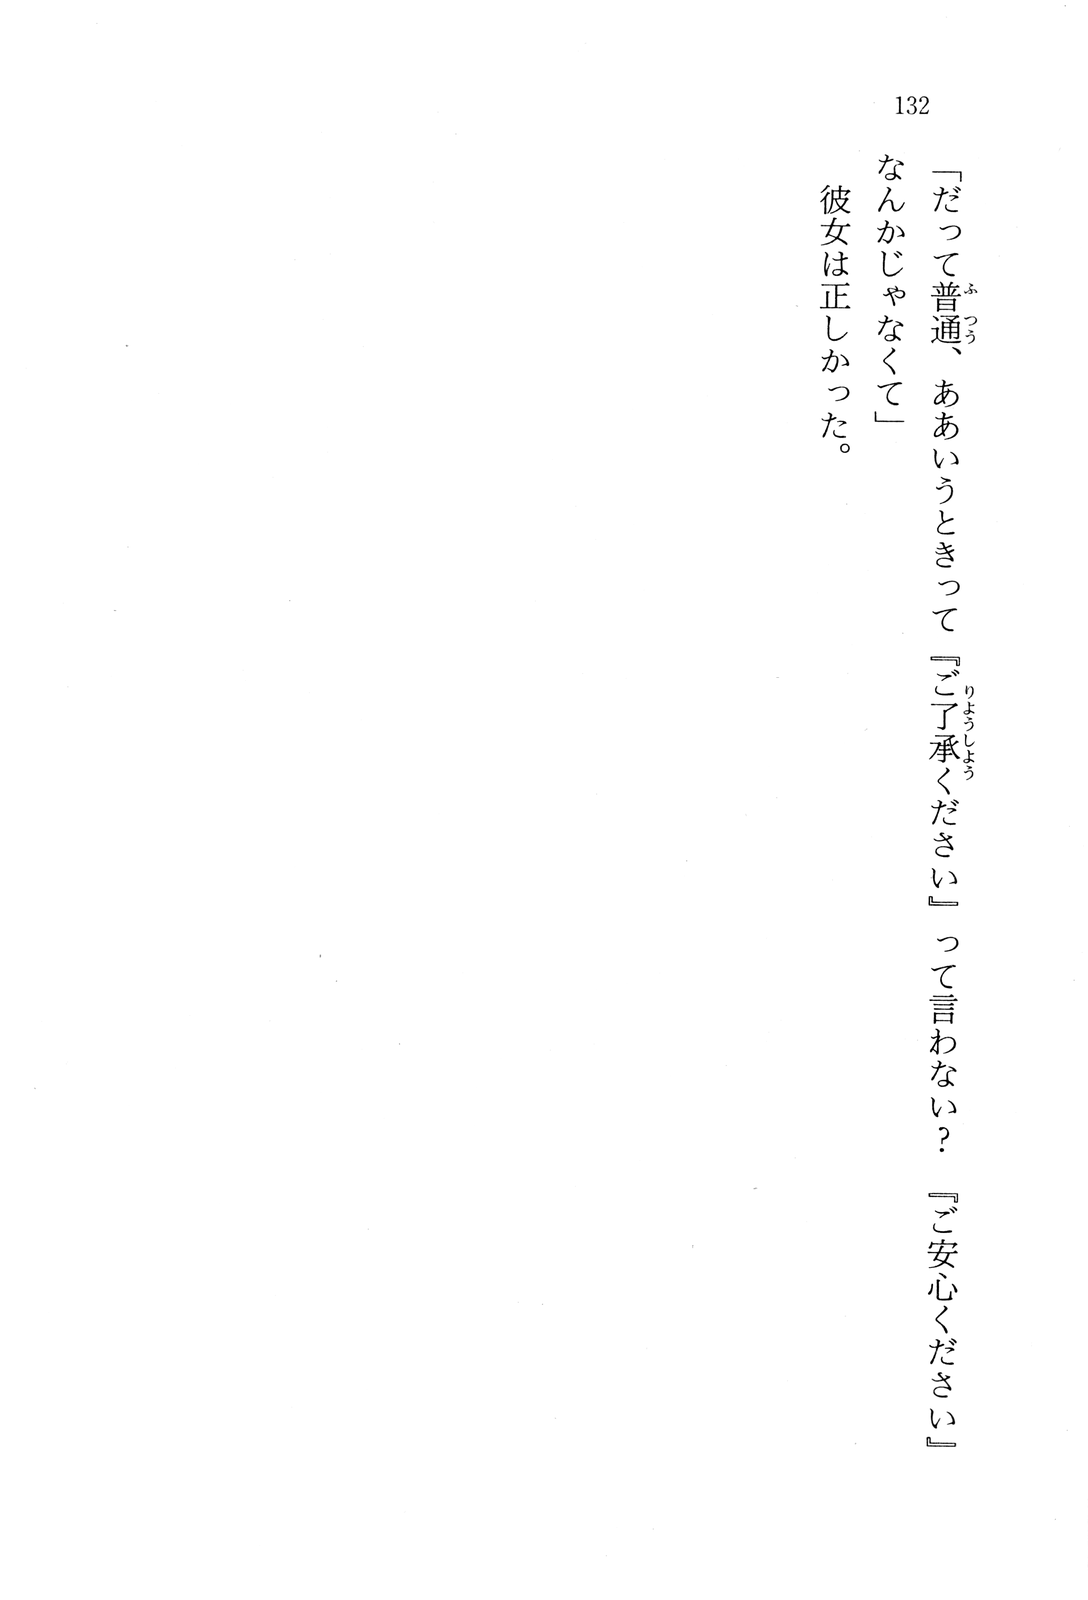 132
「だって普通、ああいうときって『ご了承ください』って言わない？　『ご安心ください』
なんかじゃなくて」
彼女は正しかった。